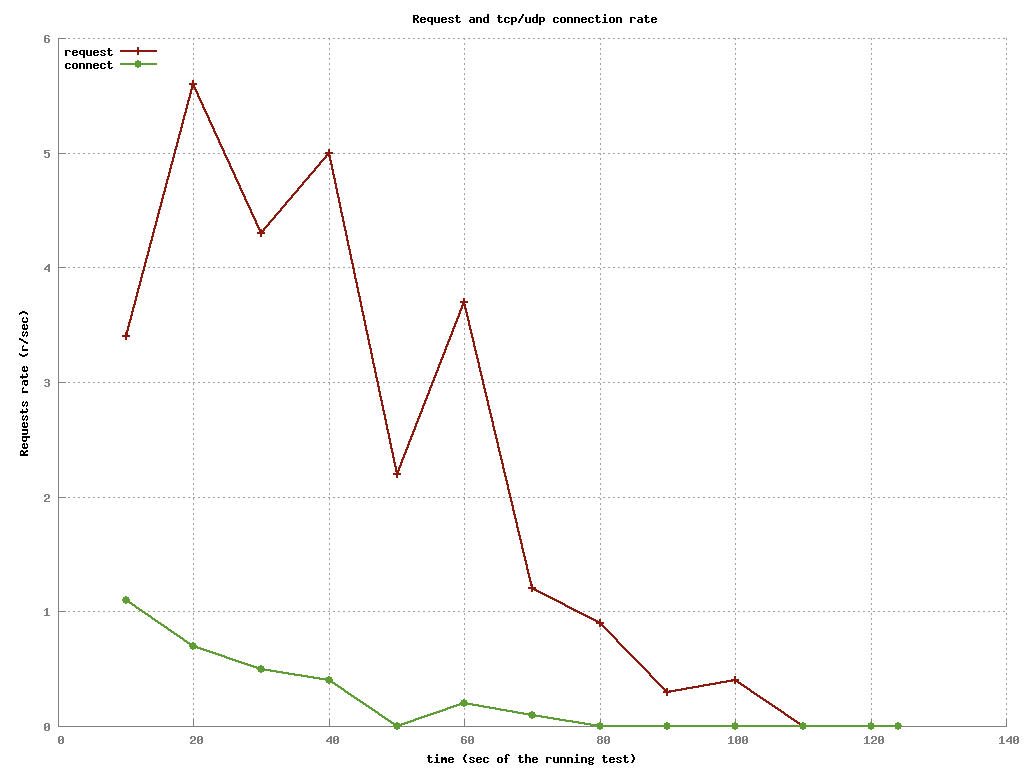 Request and tcp/udp connection rate
6
request
connect
5
4
Requests rate (r/sec)
3
2
1
0
0 20 40 60 80 100 120 140
time (sec of the running test)